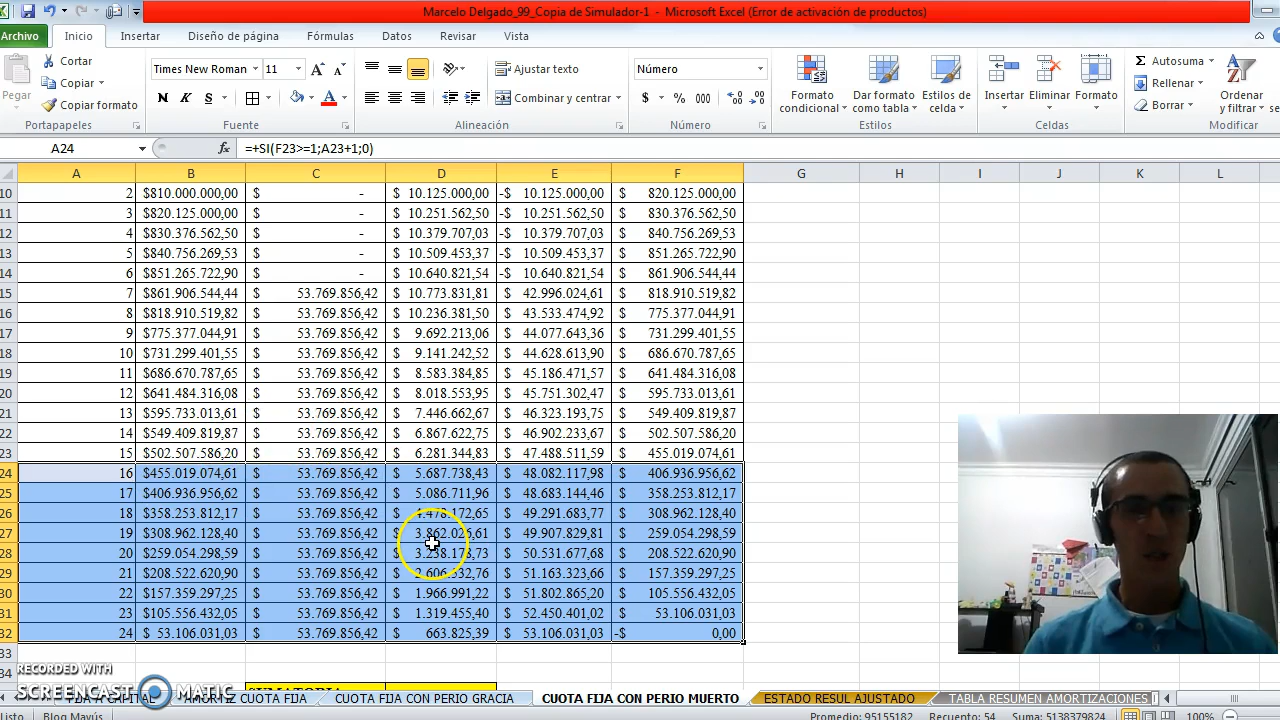 Marcelo Delgado_99_Copia de Simulador-1 - Microsoft Excel (Error de activación de productos)
Archivo Inicio Insertar Diseño de página Fórmulas Datos Revisar Vista
Pegar Cortar Copiar Copiar formato Portapapeles
Times New Roman 11 N K S A Fuente
Ajustar texto Combinar y centrar Alineación
Número $ % 000 Número
Formato condicional Dar formato como tabla Estilos de celda Estilos
Insertar Eliminar Formato Celdas
Σ Autosuma Rellenar Borrar Ordenar y filtrar Modificar
A24 fx =+SI(F23>=1;A23+1;0)
A B C D E F G H I J K L
10 2 $810.000.000,00 $ - $ 10.125.000,00 -$ 10.125.000,00 $ 820.125.000,00
11 3 $820.125.000,00 $ - $ 10.251.562,50 -$ 10.251.562,50 $ 830.376.562,50
12 4 $830.376.562,50 $ - $ 10.379.707,03 -$ 10.379.707,03 $ 840.756.269,53
13 5 $840.756.269,53 $ - $ 10.509.453,37 -$ 10.509.453,37 $ 851.265.722,90
14 6 $851.265.722,90 $ - $ 10.640.821,54 -$ 10.640.821,54 $ 861.906.544,44
15 7 $861.906.544,44 $ 53.769.856,42 $ 10.773.831,81 $ 42.996.024,61 $ 818.910.519,82
16 8 $818.910.519,82 $ 53.769.856,42 $ 10.236.381,50 $ 43.533.474,92 $ 775.377.044,91
17 9 $775.377.044,91 $ 53.769.856,42 $ 9.692.213,06 $ 44.077.643,36 $ 731.299.401,55
18 10 $731.299.401,55 $ 53.769.856,42 $ 9.141.242,52 $ 44.628.613,90 $ 686.670.787,65
19 11 $686.670.787,65 $ 53.769.856,42 $ 8.583.384,85 $ 45.186.471,57 $ 641.484.316,08
20 12 $641.484.316,08 $ 53.769.856,42 $ 8.018.553,95 $ 45.751.302,47 $ 595.733.013,61
21 13 $595.733.013,61 $ 53.769.856,42 $ 7.446.662,67 $ 46.323.193,75 $ 549.409.819,87
22 14 $549.409.819,87 $ 53.769.856,42 $ 6.867.622,75 $ 46.902.233,67 $ 502.507.586,20
23 15 $502.507.586,20 $ 53.769.856,42 $ 6.281.344,83 $ 47.488.511,59 $ 455.019.074,61
24 16 $455.019.074,61 $ 53.769.856,42 $ 5.687.738,43 $ 48.082.117,98 $ 406.936.956,62
25 17 $406.936.956,62 $ 53.769.856,42 $ 5.086.711,96 $ 48.683.144,46 $ 358.253.812,17
26 18 $358.253.812,17 $ 53.769.856,42 $ 4.478.172,65 $ 49.291.683,77 $ 308.962.128,40
27 19 $308.962.128,40 $ 53.769.856,42 $ $ 49.907.829,81 $ 259.054.298,59
28 20 $259.054.298,59 $ 53.769.856,42 $ $ 50.531.677,68 $ 208.522.620,90
29 21 $208.522.620,90 $ 53.769.856,42 $ 2.606.532,76 $ 51.163.323,66 $ 157.359.297,25
30 22 $157.359.297,25 $ 53.769.856,42 $ 1.966.991,22 $ 51.802.865,20 $ 105.556.432,05
31 23 $105.556.432,05 $ 53.769.856,42 $ 1.319.455,40 $ 52.450.401,02 $ 53.106.031,03
32 24 $ 53.106.031,03 $ 53.769.856,42 $ 663.825,39 $ 53.106.031,03 -$ 0,00
33
34
RECORDED WITH
SCREENCAST MATIC
CAPITAL CUOTA FIJA CON PERIO GRACIA CUOTA FIJA CON PERIO MUERTO ESTADO RESUL AJUSTADO TABLA RESUMEN AMORTIZACIONES
Listo Bloq Mayús Promedio: 95155182 Recuento: 54 Suma: 5138379824 100%